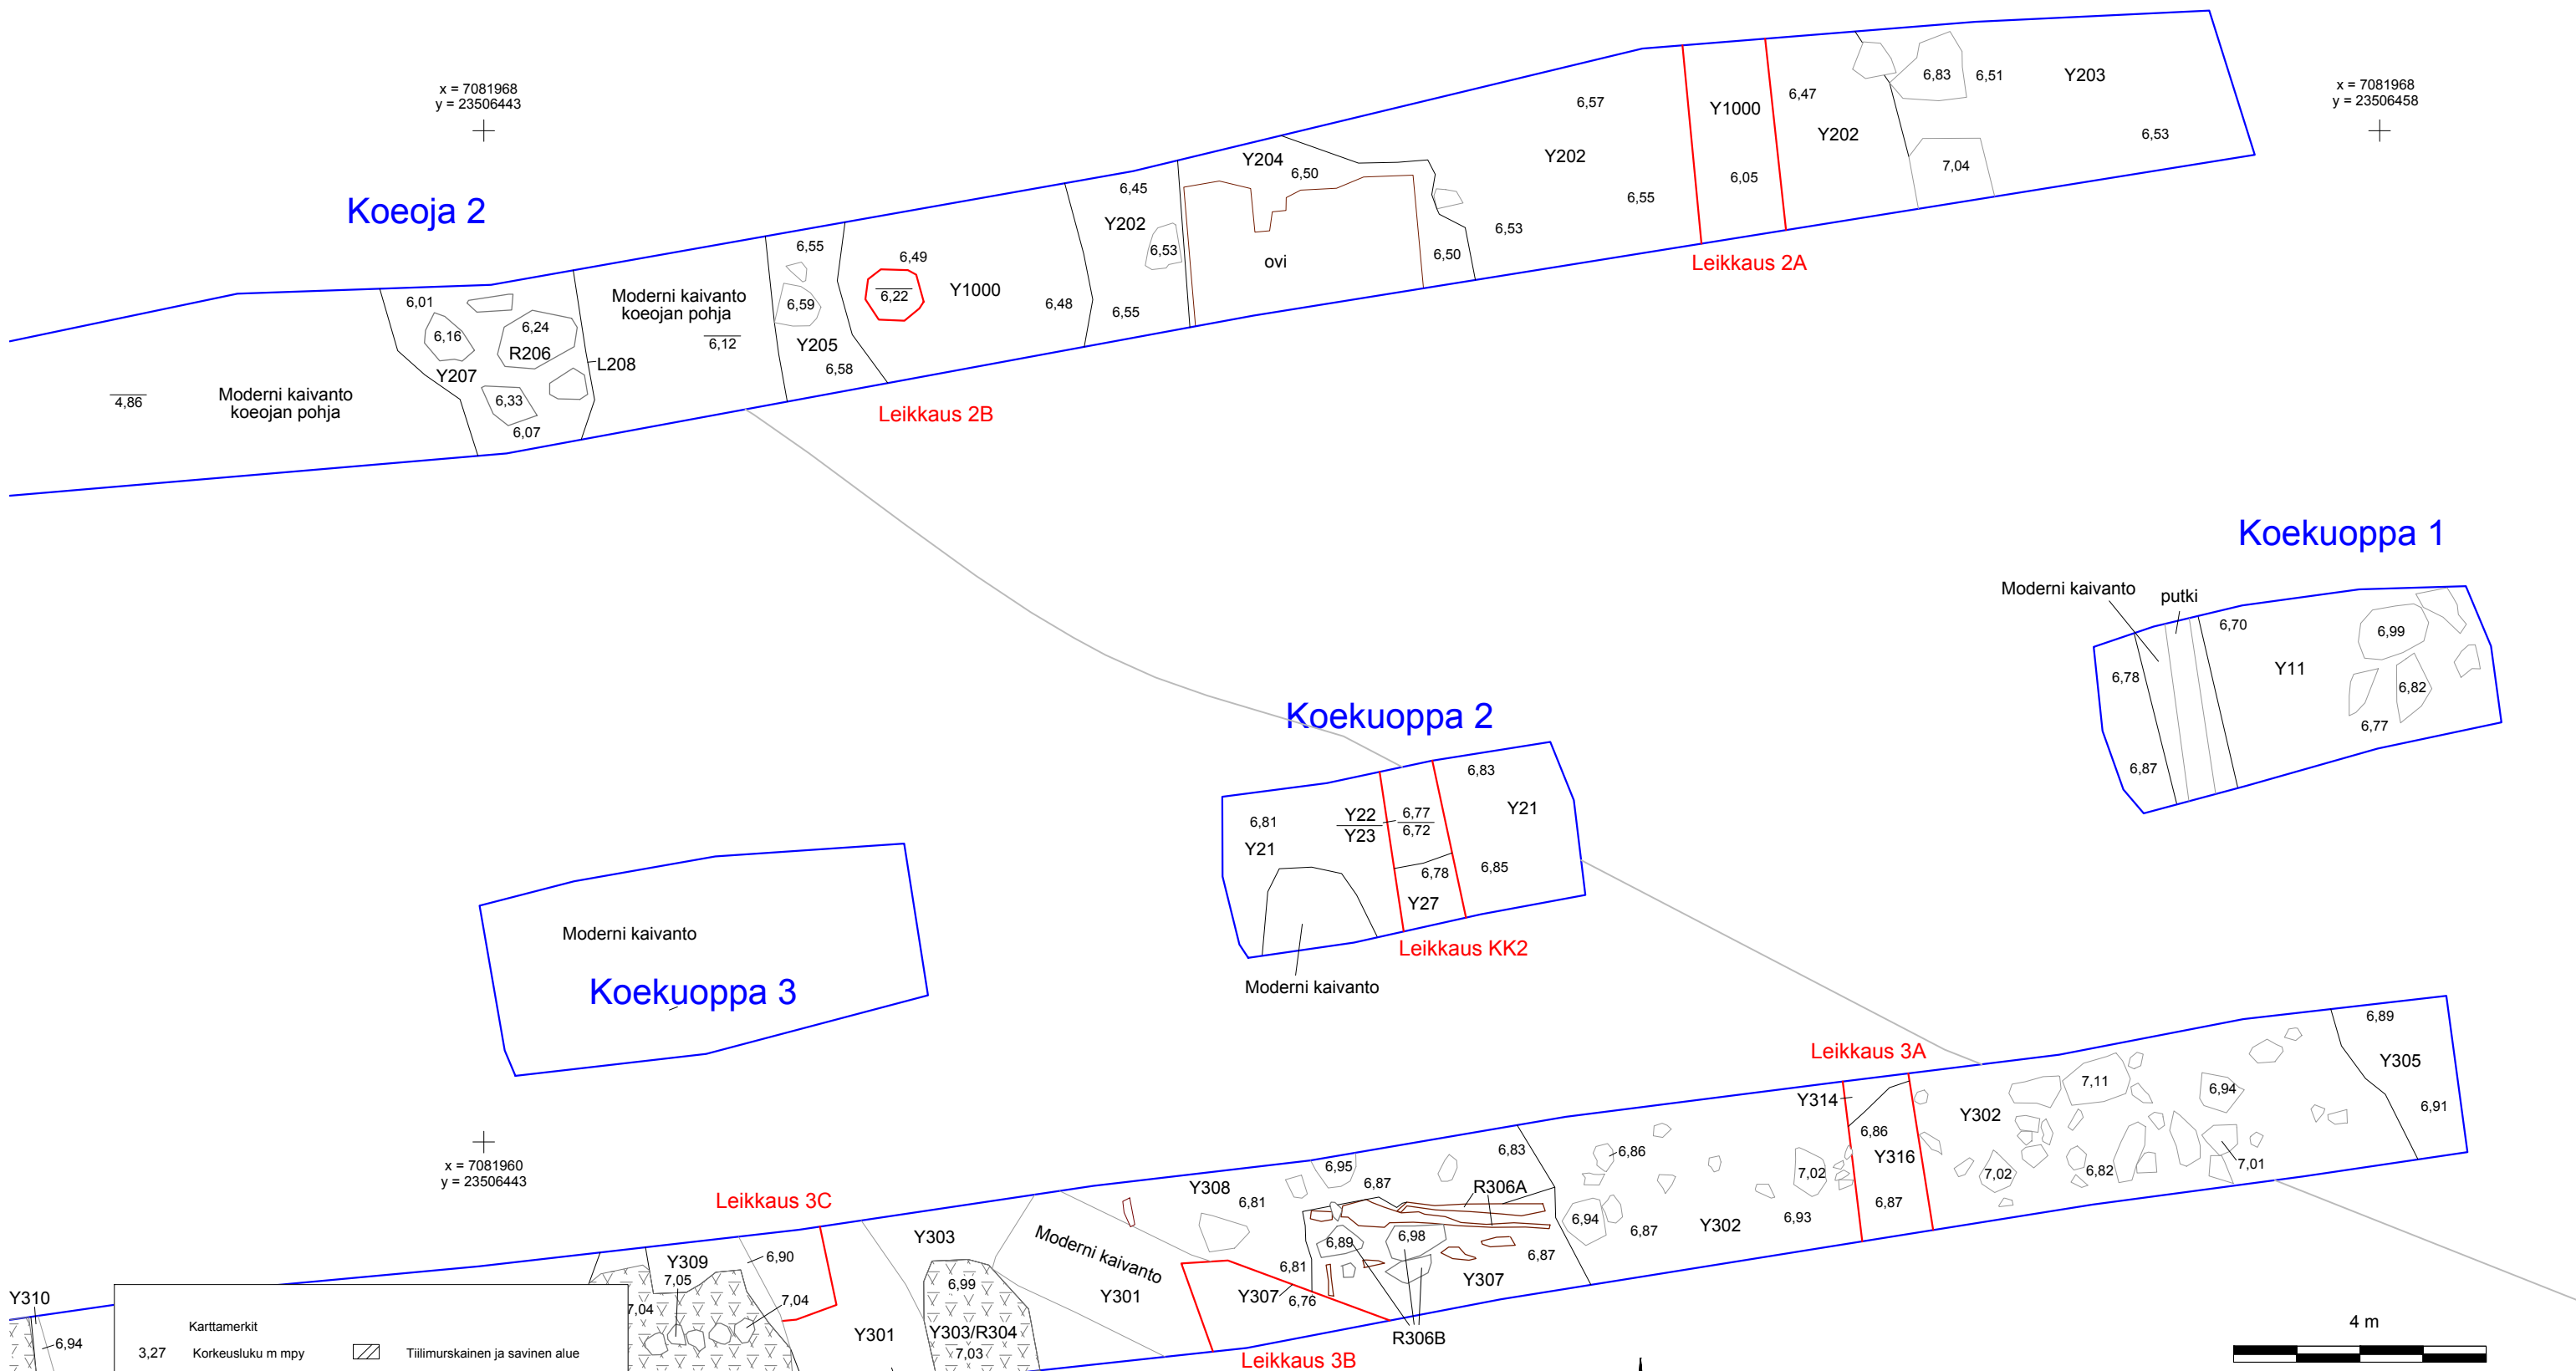 x = 7081968
y = 23506443
x = 7081968
y = 23506458
Koeoja 2
6,57
Y1000
6,47
Y202
6,83
6,51
Y203
6,53
7,04
Y202
6,55
6,53
6,05
Leikkaus 2A
Y204
6,50
ovi
6,50
6,45
Y202
6,53
6,55
6,49
6,22
Y1000
6,48
6,55
6,59
Y205
6,58
Leikkaus 2B
Moderni kaivanto
koeojan pohja
6,12
L208
6,01
6,16
6,24
R206
Y207
6,33
6,07
4,86
Moderni kaivanto
koeojan pohja
Koekuoppa 1
Moderni kaivanto
putki
6,70
6,99
6,78
Y11
6,82
6,77
6,87
Koekuoppa 2
6,83
6,81
Y22
Y23
6,77
6,72
Y21
Y21
6,78
6,85
Y27
Leikkaus KK2
Moderni kaivanto
Moderni kaivanto
Koekuoppa 3
x = 7081960
y = 23506443
Leikkaus 3A
6,89
Y305
6,91
7,11
6,94
Y302
7,02
6,82
7,01
Y314
6,86
Y316
6,87
6,86
7,02
6,94
6,87
Y302
6,93
6,83
6,95
6,87
R306A
Y308
6,81
6,89
6,98
6,87
Y307
6,81
Y307
6,76
R306B
Leikkaus 3B
Moderni kaivanto
Y301
Leikkaus 3C
Y303
6,99
Y303/R304
7,03
Y301
6,90
Y309
7,05
7,04
7,04
Y310
6,94
Karttamerkit
3,27 Korkeusluku m mpy
Tiilimurskainen ja savinen alue
4 m